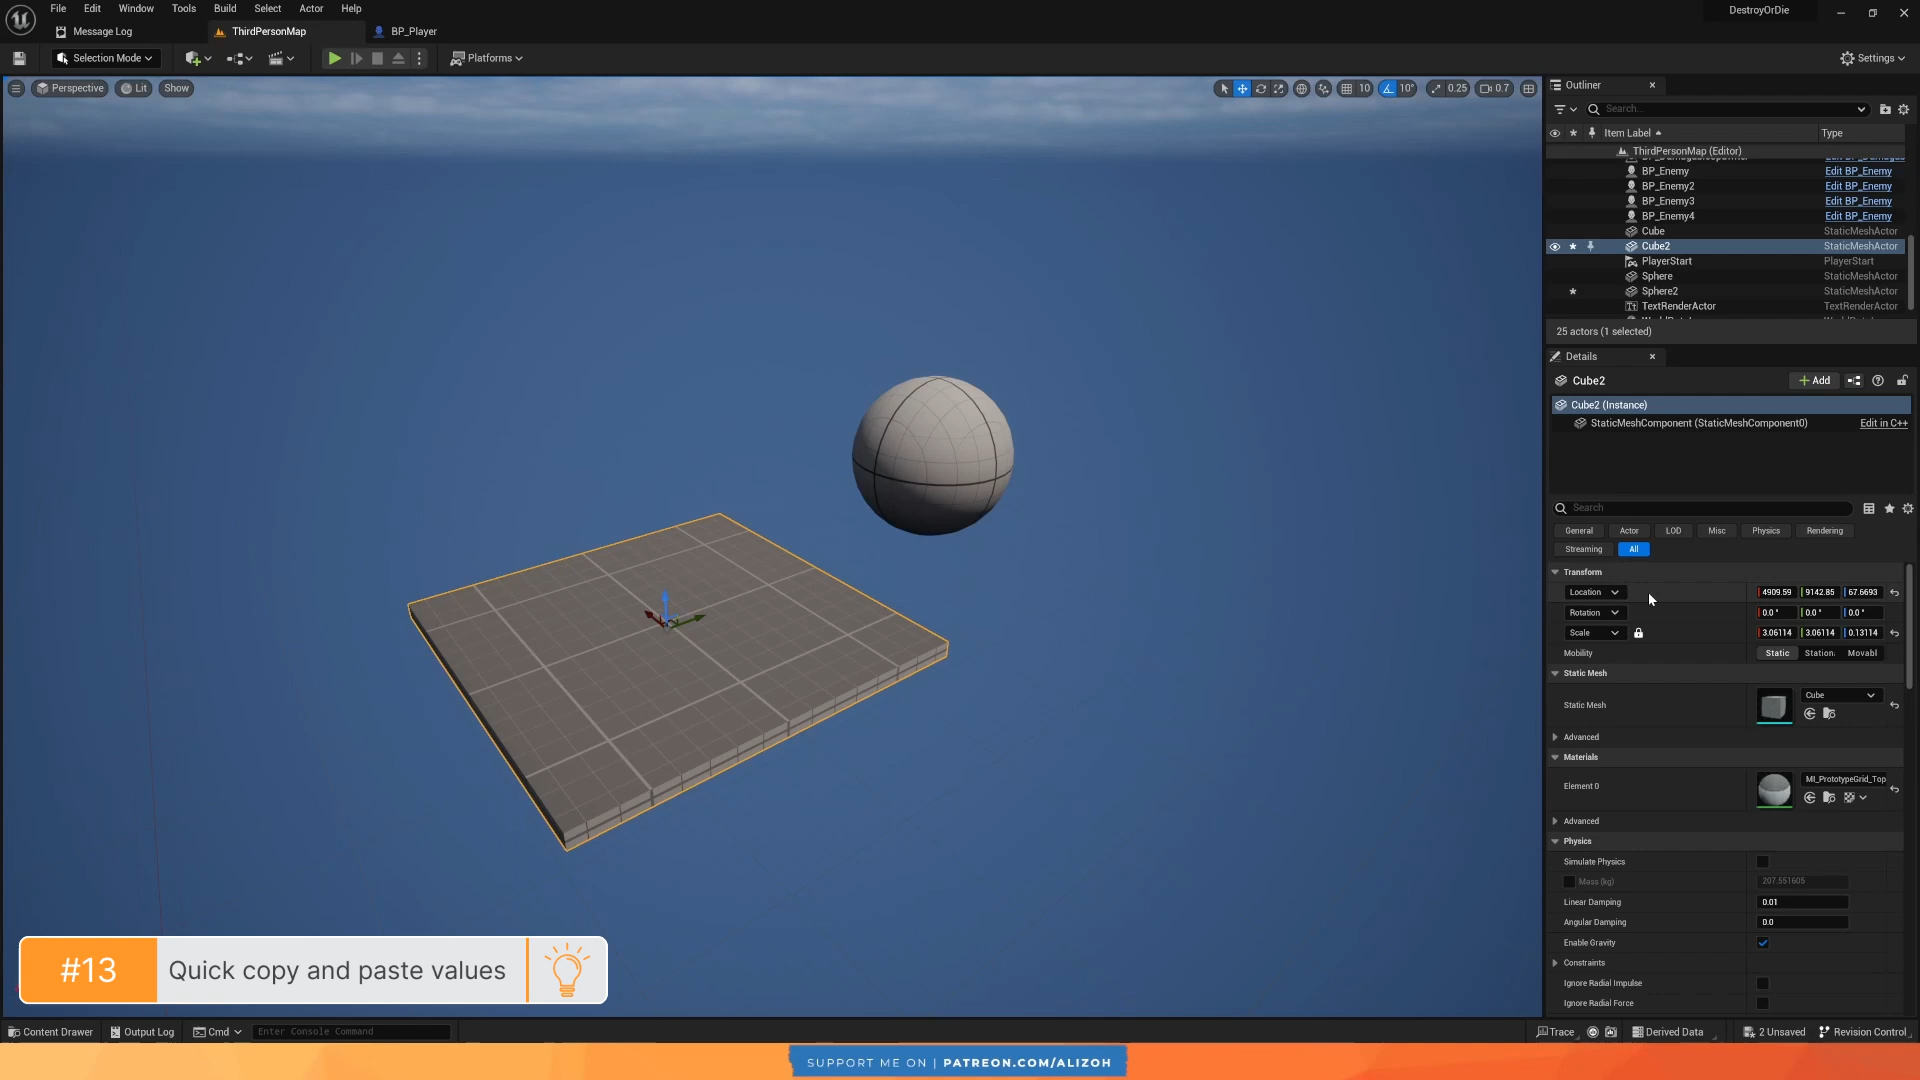 File Edit Window Tools Build Select Actor Help
DestroyOrDie
Message Log ThirdPersonMap BP_Player
Selection Mode Platforms Settings
Perspective Lit Show 10 10° 0.25 0.7
Outliner
Search...
Item Label Type
ThirdPersonMap (Editor)
BP_Enemy Edit BP_Enemy
BP_Enemy2 Edit BP_Enemy
BP_Enemy3 Edit BP_Enemy
BP_Enemy4 Edit BP_Enemy
Cube StaticMeshActor
Cube2 StaticMeshActor
PlayerStart PlayerStart
Sphere StaticMeshActor
Sphere2 StaticMeshActor
TextRenderActor TextRenderActor
25 actors (1 selected)
Details
Cube2 Add
Cube2 (Instance)
StaticMeshComponent (StaticMeshComponent0) Edit in C++
Search
General Actor LOD Misc Physics Rendering
Streaming All
Transform
Location 4909.59 9142.85 67.6693
Rotation 0.0 ° 0.0 ° 0.0 °
Scale 3.06114 3.06114 0.13114
Mobility Static Station. Movabl
Static Mesh
Static Mesh Cube
Advanced
Materials
Element 0 MI_PrototypeGrid_Top
Advanced
Physics
Simulate Physics
Mass (kg) 207.551605
Linear Damping 0.01
Angular Damping 0.0
Enable Gravity
Constraints
Ignore Radial Impulse
Ignore Radial Force
#13 Quick copy and paste values
Content Drawer Output Log Cmd Enter Console Command Trace Derived Data 2 Unsaved Revision Control
SUPPORT ME ON | PATREON.COM/ALIZOH